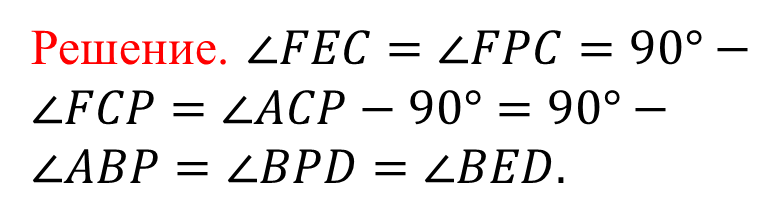 Решение. ∠FEC = ∠FPC = 90° −
∠FCP = ∠ACP − 90° = 90° −
∠ABP = ∠BPD = ∠BED.